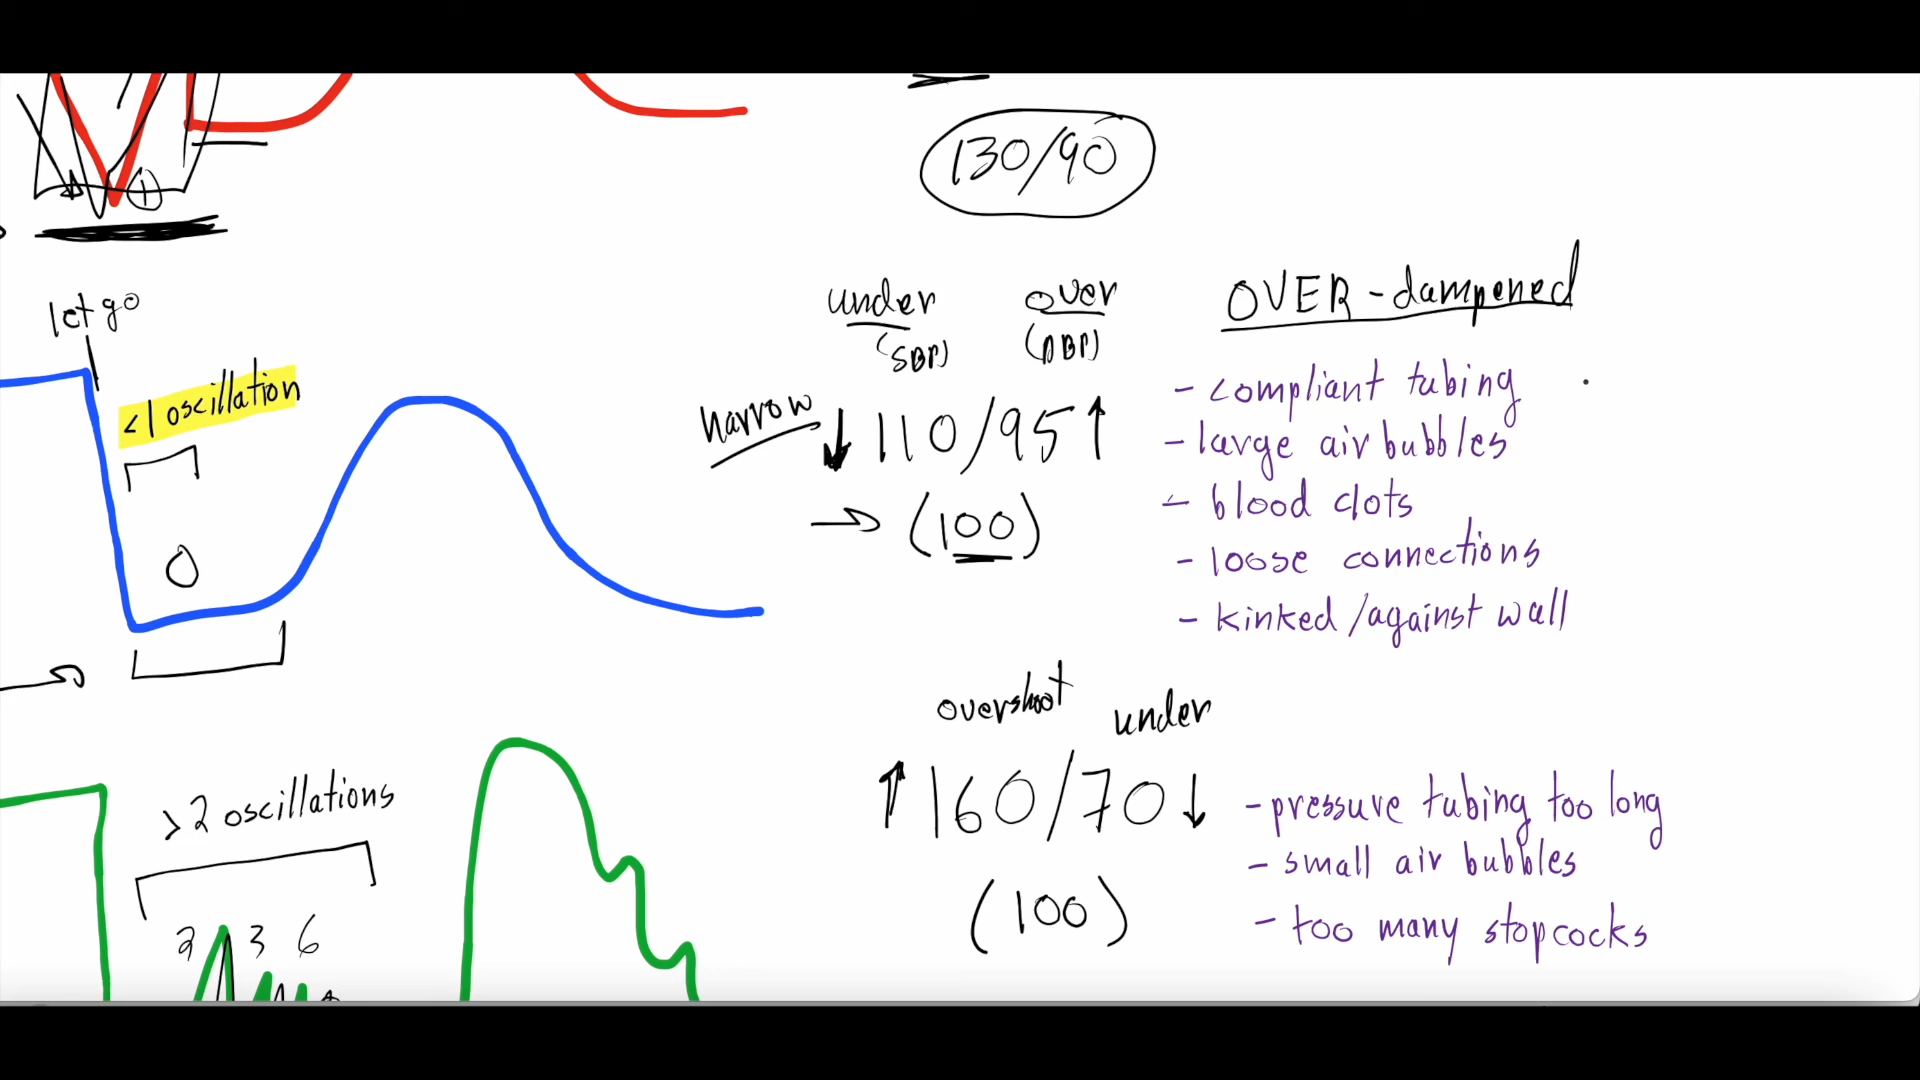 130/90
let go
<1 oscillation
0
under over
(SBP) (DBP)
narrow ↓ 110/95 ↑
→ (100)
OVER-dampened
- compliant tubing
- large air bubbles
- blood clots
- loose connections
- kinked/against wall
>2 oscillations
2 3 6
overshoot under
↑ 160/70 ↓
(100)
- pressure tubing too long
- small air bubbles
- too many stopcocks